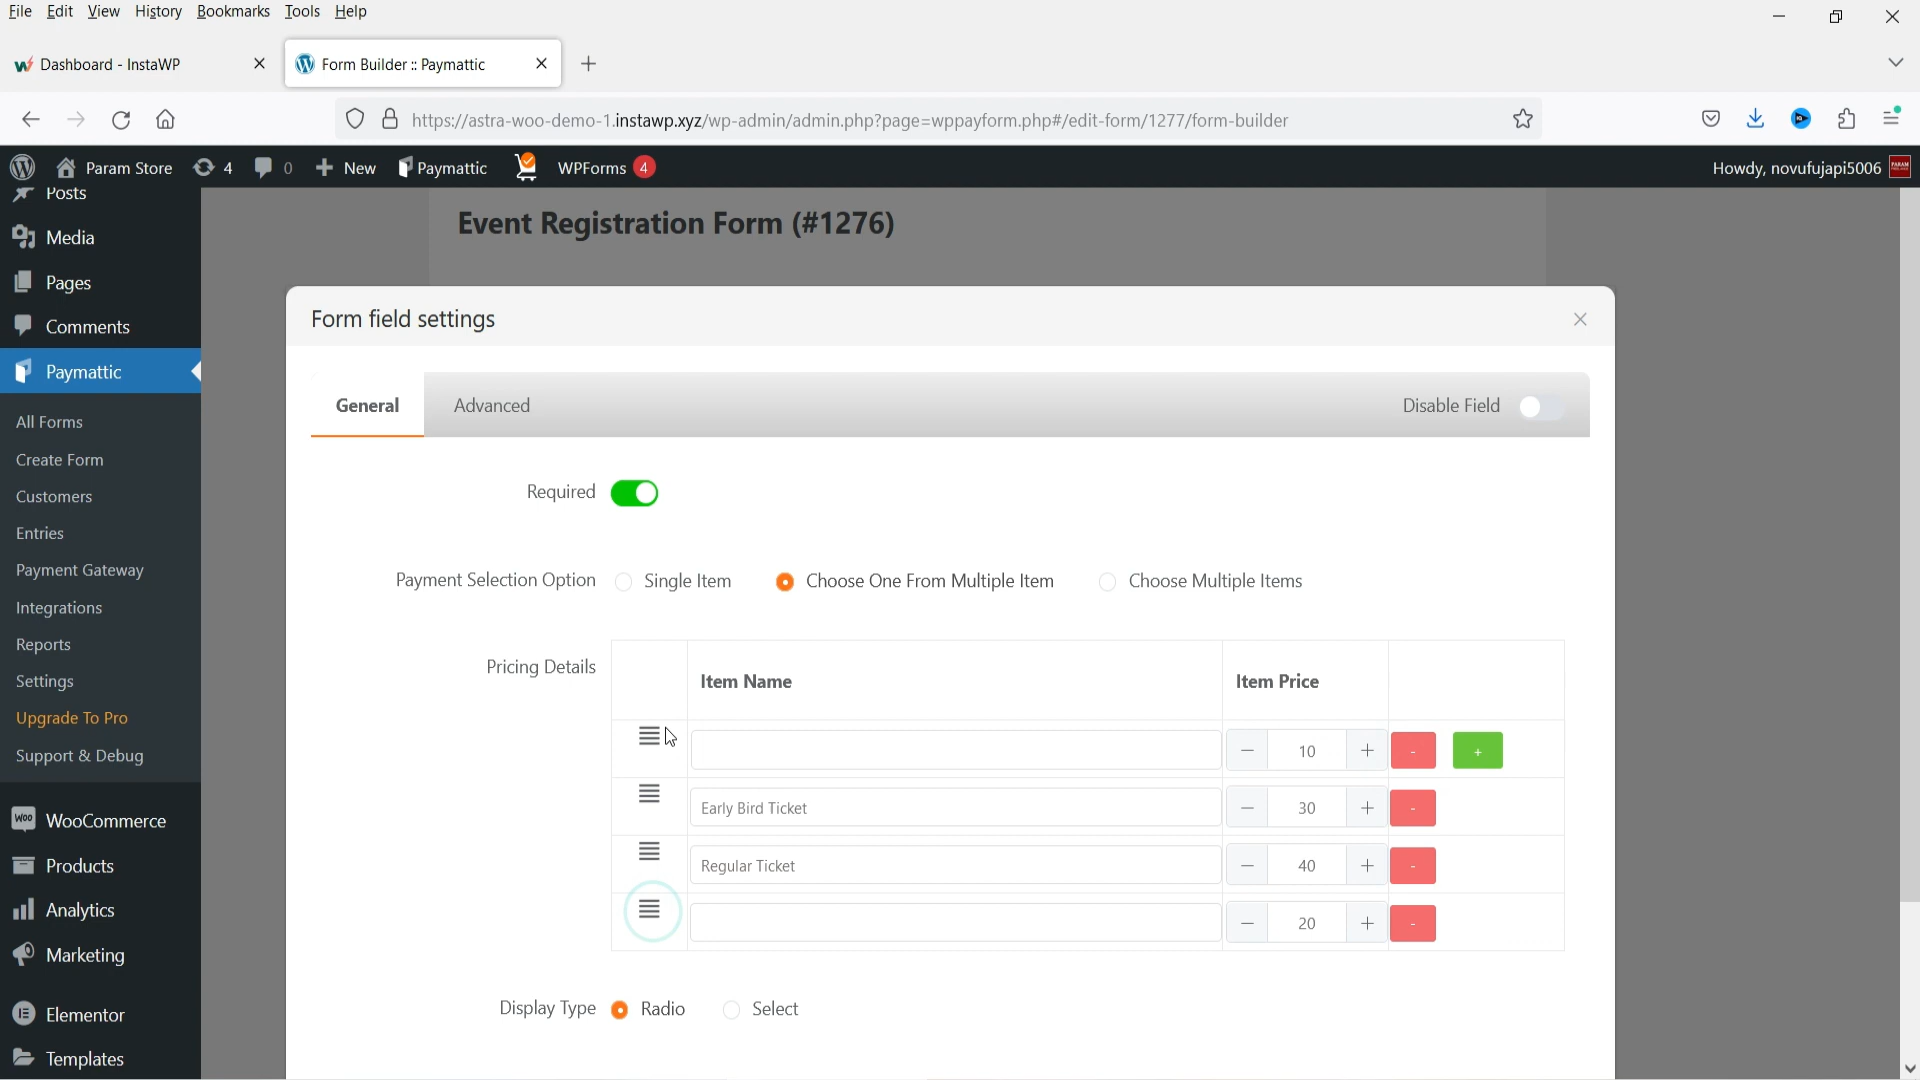 File Edit View History Bookmarks Tools Help
Dashboard - InstaWP
Form Builder :: Paymattic
https://astra-woo-demo-1.instawp.xyz/wp-admin/admin.php?page=wppayform.php#/edit-form/1277/form-builder
Param Store 4 0 New Paymattic WPForms 4 Howdy, novufujapi5006
Posts
Media
Pages
Comments
Paymattic
All Forms
Create Form
Customers
Entries
Payment Gateway
Integrations
Reports
Settings
Upgrade To Pro
Support & Debug
WooCommerce
Products
Analytics
Marketing
Elementor
Templates
Event Registration Form (#1276)
Form field settings
General Advanced Disable Field
Required
Payment Selection Option Single Item Choose One From Multiple Item Choose Multiple Items
Pricing Details
Item Name Item Price
10 - +
Early Bird Ticket 30 -
Regular Ticket 40 -
20 -
Display Type Radio Select